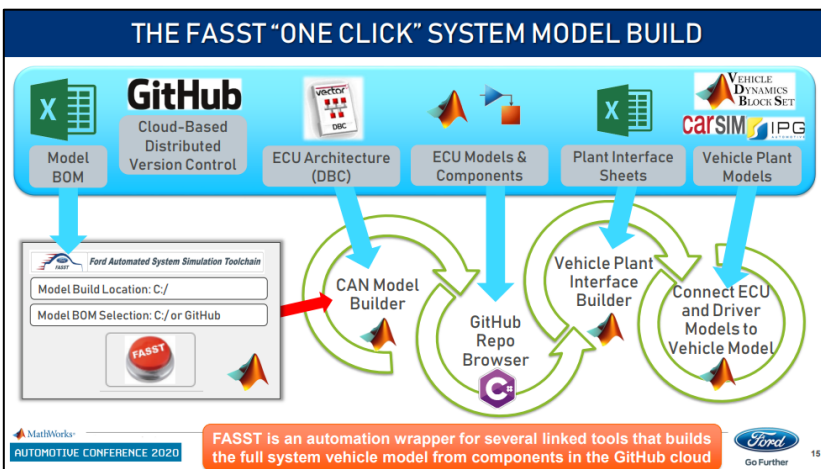 THE FASST “ONE CLICK” SYSTEM MODEL BUILD
Model
BOM
GitHub
Cloud-Based
Distributed
Version Control
vector
DBC
ECU Architecture
(DBC)
ECU Models &
Components
Plant Interface
Sheets
VEHICLE
DYNAMICS
BLOCK SET
carSIM
IPG
AUTOMOTIVE
Vehicle Plant
Models
FASST
Ford Automated System Simulation Toolchain
Model Build Location: C:/
Model BOM Selection: C:/ or GitHub
FASST
CAN Model
Builder
GitHub
Repo
Browser
C#
Vehicle Plant
Interface
Builder
Connect ECU
and Driver
Models to
Vehicle Model
MathWorks®
AUTOMOTIVE CONFERENCE 2020
FASST is an automation wrapper for several linked tools that builds
the full system vehicle model from components in the GitHub cloud
Ford
Go Further
15